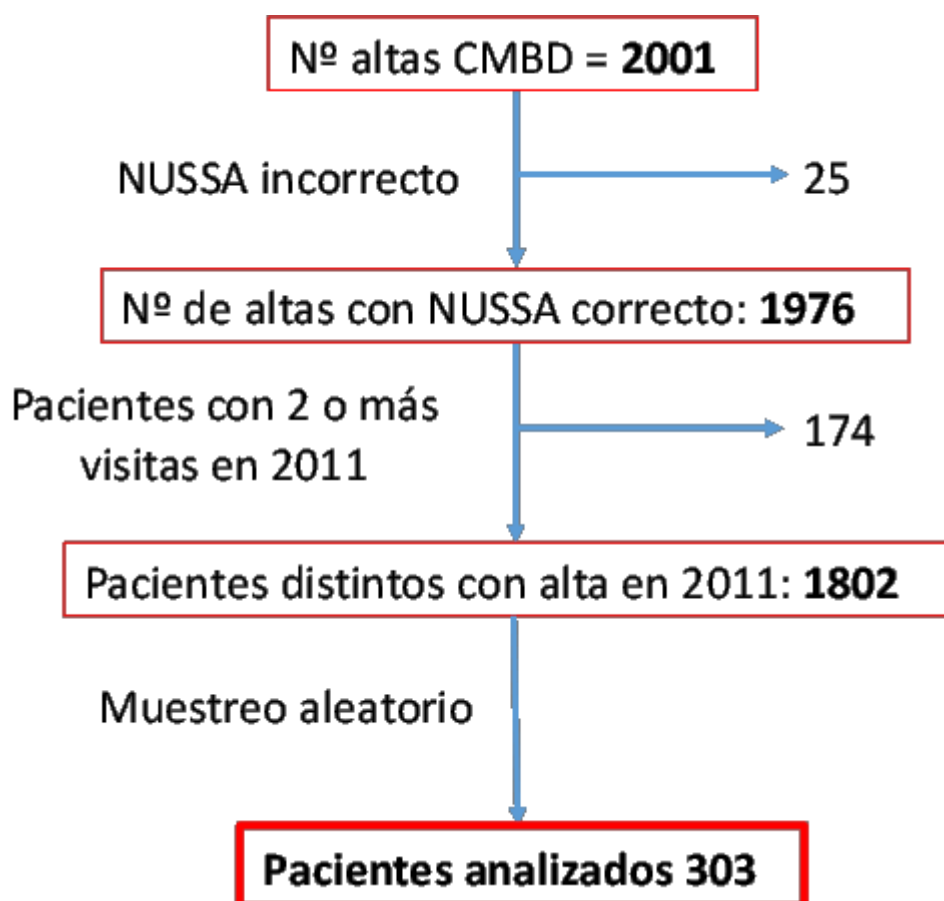 Nº altas CMBD = 2001
NUSSA incorrecto
25
Nº de altas con NUSSA correcto: 1976
Pacientes con 2 o más
visitas en 2011
174
Pacientes distintos con alta en 2011: 1802
Muestreo aleatorio
Pacientes analizados 303